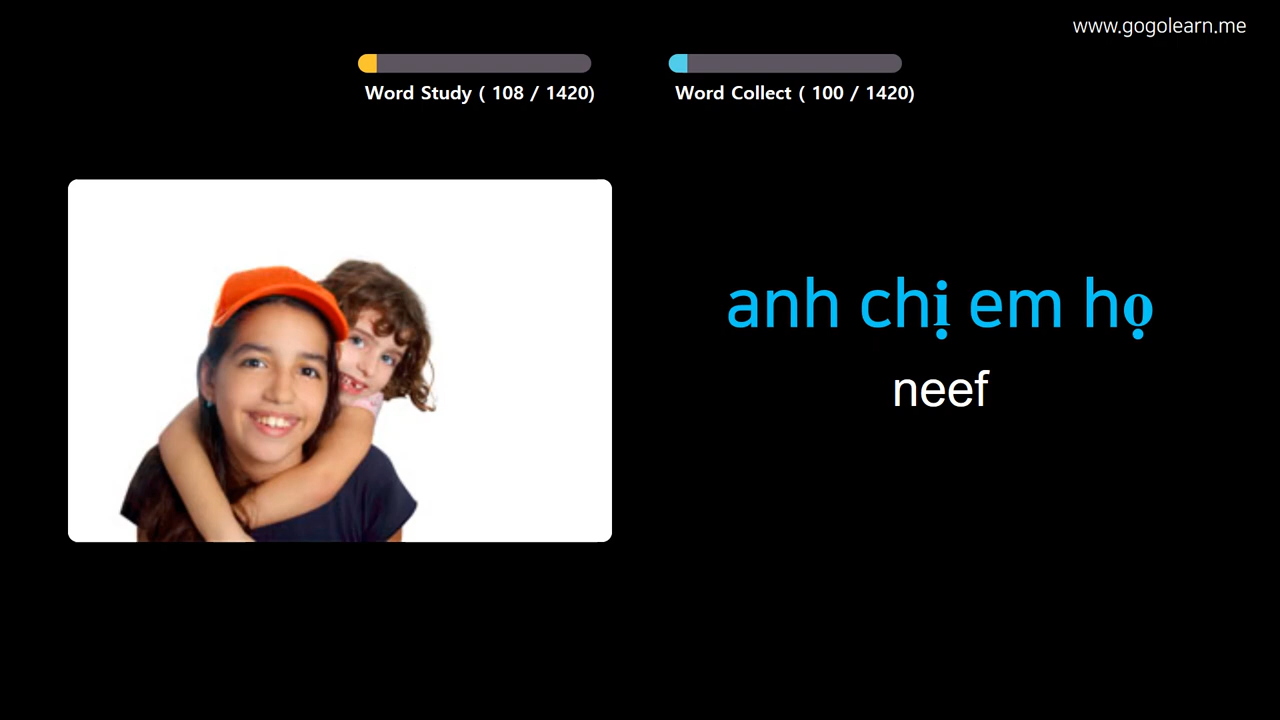 www.gogolearn.me
Word Study ( 108 / 1420)
Word Collect ( 100 / 1420)
anh chị em họ
neef